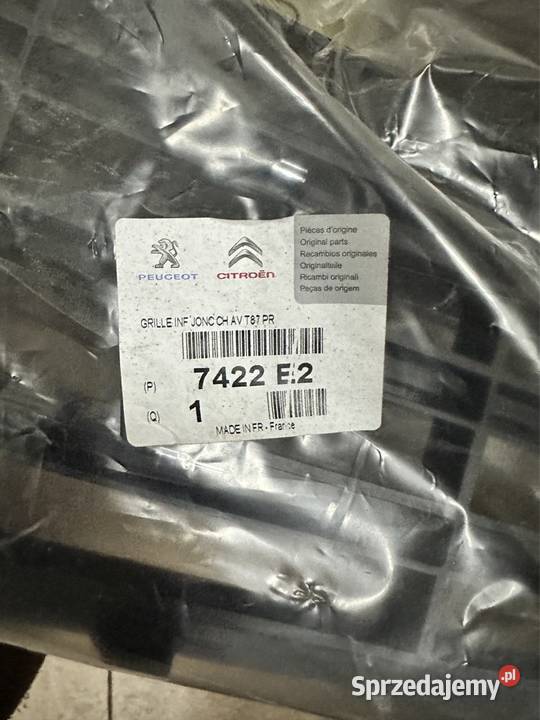 PEUGEOT
CITROËN
Pièces d'origine
Original parts
Recambios originales
Originalteile
Ricambi originali
Peças de origem
GRILLE INF JONC CH AV T87 PR
(P) 7422 E2
(Q) 1
MADE IN FR - France
Sprzedajemy.pl